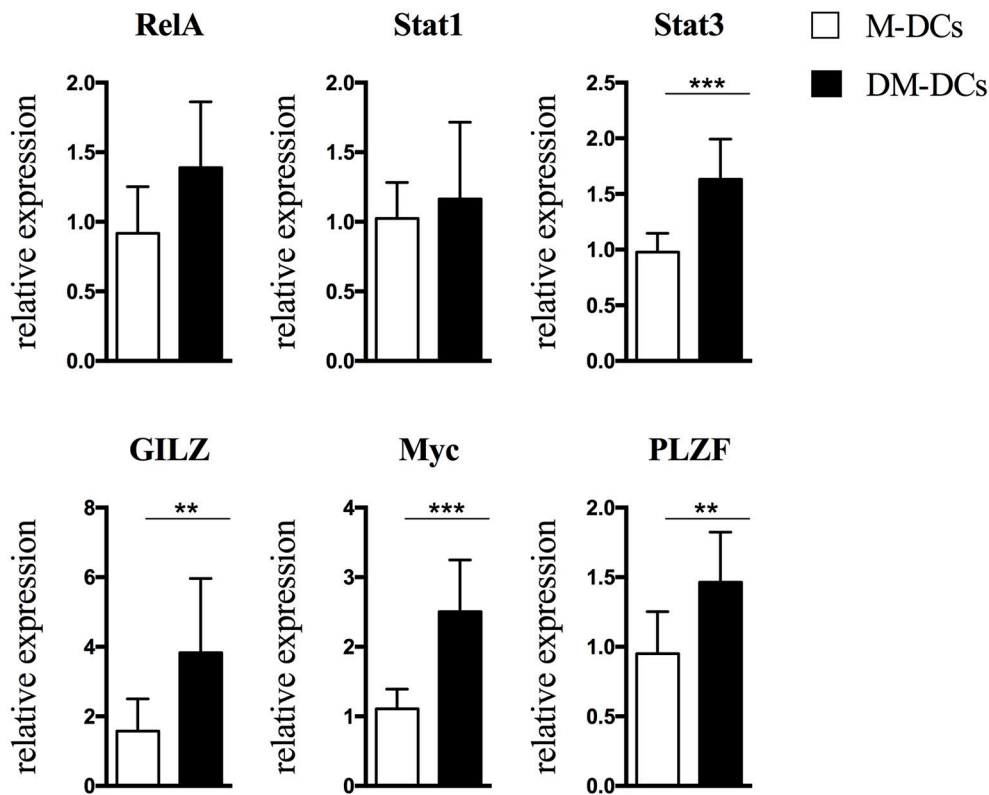 RelA
Stat1
Stat3
M-DCs
DM-DCs
relative expression
2.0
1.5
1.0
0.5
0.0
relative expression
2.0
1.5
1.0
0.5
0.0
relative expression
2.5
2.0
1.5
1.0
0.5
0.0
***
GILZ
Myc
PLZF
relative expression
8
6
4
2
0
**
relative expression
4
3
2
1
0
***
relative expression
2.0
1.5
1.0
0.5
0.0
**